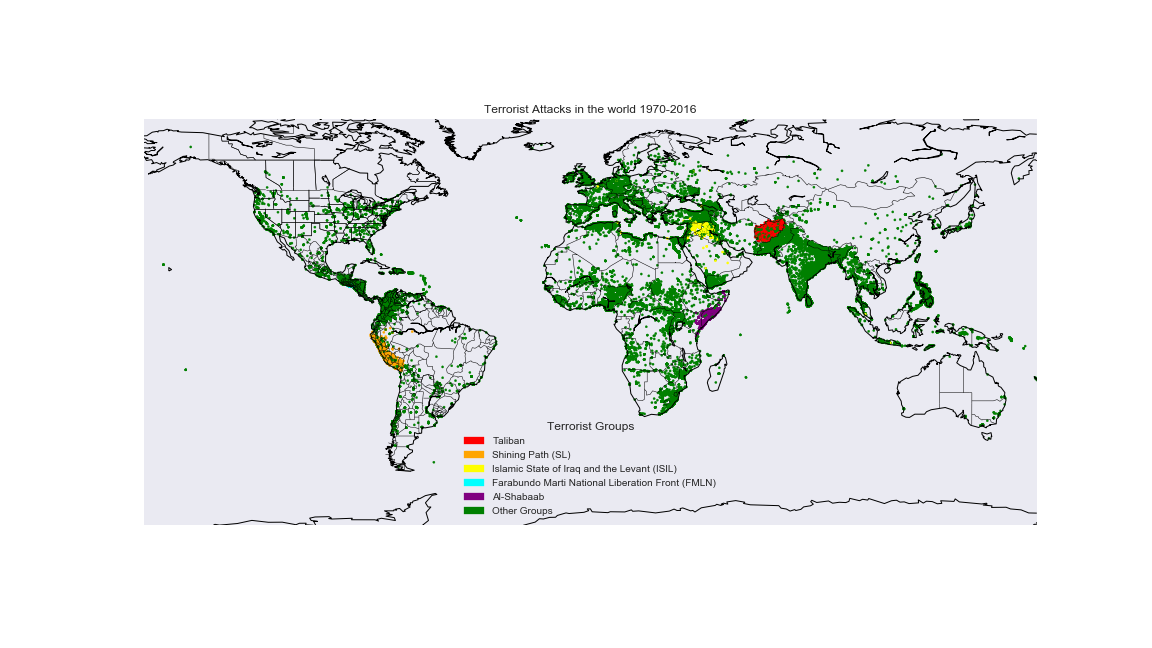 Terrorist Attacks in the world 1970-2016
Terrorist Groups
Taliban
Shining Path (SL)
Islamic State of Iraq and the Levant (ISIL)
Farabundo Marti National Liberation Front (FMLN)
Al-Shabaab
Other Groups